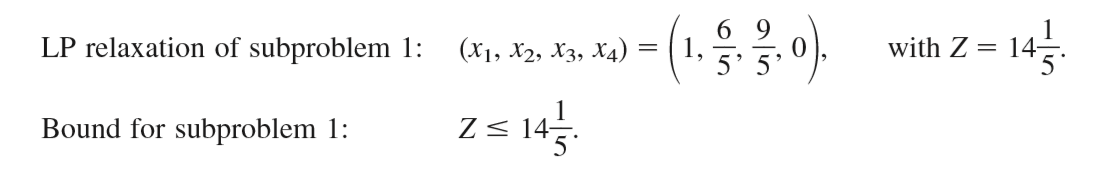 LP relaxation of subproblem 1: (x₁, x₂, x₃, x₄) = (1, 6/5, 9/5, 0), with Z = 14 1/5.
Bound for subproblem 1: Z ≤ 14 1/5.